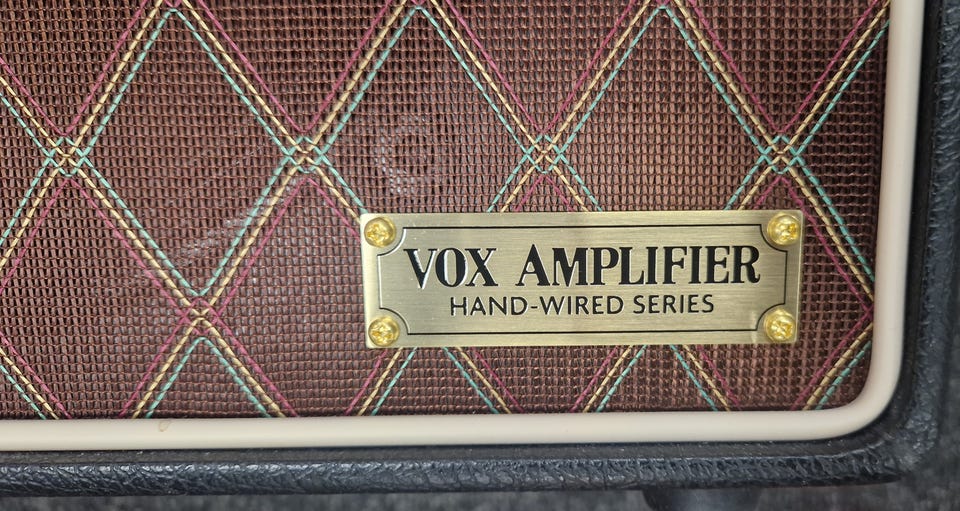 VOX AMPLIFIER
HAND-WIRED SERIES